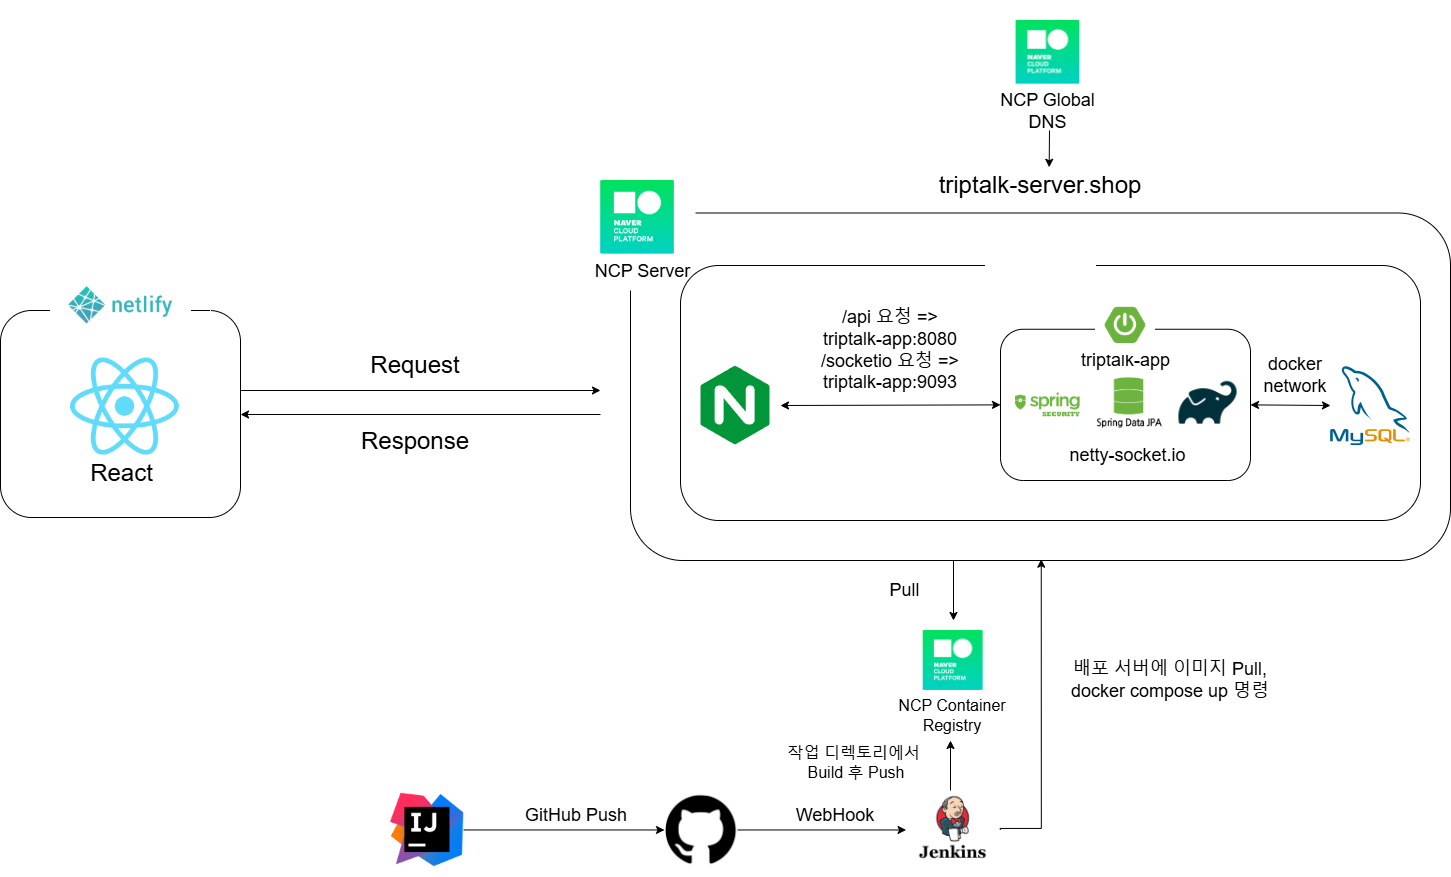 NAVER
CLOUD
PLATFORM
NCP Global
DNS
triptalk-server.shop
NAVER
CLOUD
PLATFORM
NCP Server
netlify
React
Request
Response
/api 요청 =>
triptalk-app:8080
/socketio 요청 =>
triptalk-app:9093
N
triptalk-app
spring
SECURITY
Spring Data JPA
netty-socket.io
docker
network
MySQL®
Pull
NAVER
CLOUD
PLATFORM
NCP Container
Registry
배포 서버에 이미지 Pull,
docker compose up 명령
작업 디렉토리에서
Build 후 Push
IJ
GitHub Push
WebHook
Jenkins